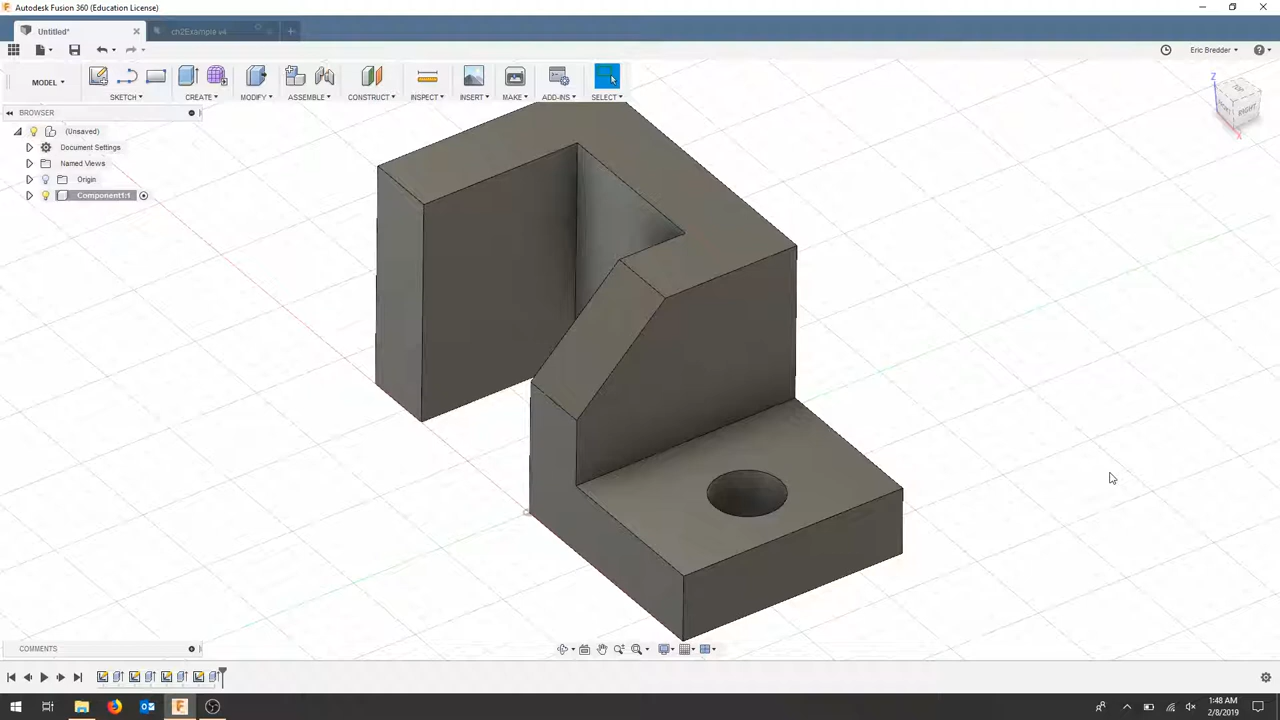 Autodesk Fusion 360 (Education License)
Untitled*
ch2Example v4
Eric Bredder
MODEL
SKETCH
CREATE
MODIFY
ASSEMBLE
CONSTRUCT
INSPECT
INSERT
MAKE
ADD-INS
SELECT
BROWSER
(Unsaved)
Document Settings
Named Views
Origin
Component1:1
Z
TOP
RIGHT
X
COMMENTS
1:48 AM
2/8/2019